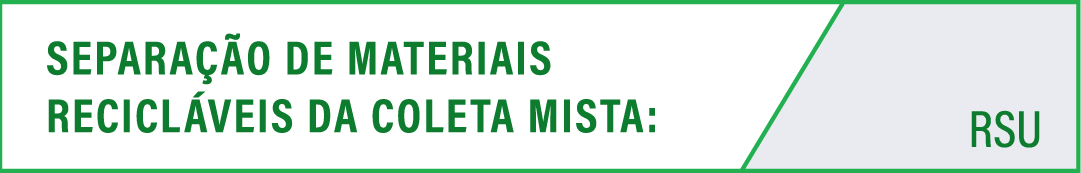 SEPARAÇÃO DE MATERIAIS
RECICLÁVEIS DA COLETA MISTA:
RSU